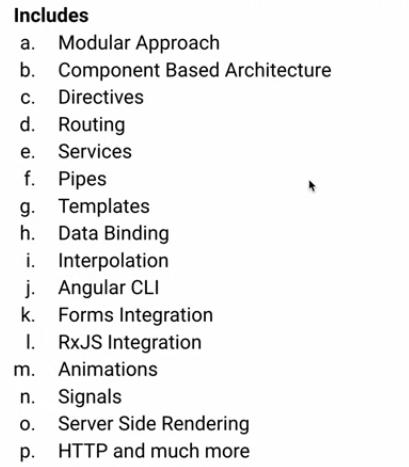 Includes
a. Modular Approach
b. Component Based Architecture
c. Directives
d. Routing
e. Services
f. Pipes
g. Templates
h. Data Binding
i. Interpolation
j. Angular CLI
k. Forms Integration
l. RxJS Integration
m. Animations
n. Signals
o. Server Side Rendering
p. HTTP and much more